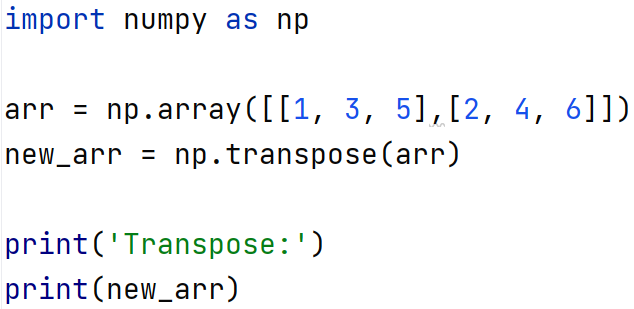 import numpy as np
arr = np.array([[1, 3, 5],[2, 4, 6]])
new_arr = np.transpose(arr)
print('Transpose:')
print(new_arr)